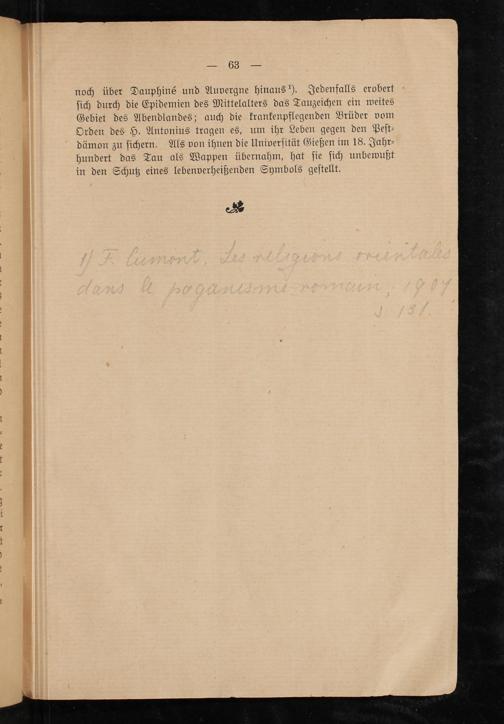 — 63 —
noch über Dauphiné und Auvergne hinaus¹). Jedenfalls erobert
sich durch die Epidemien des Mittelalters das Tauzeichen ein weites
Gebiet des Abendlandes; auch die krankenpflegenden Brüder vom
Orden des H. Antonius tragen es, um ihr Leben gegen den Pest-
dämon zu sichern. Als von ihnen die Universität Gießen im 18. Jahr-
hundert das Tau als Wappen übernahm, hat sie sich unbewußt
in den Schutz eines lebenverheißenden Symbols gestellt.
1) F. Cumont, Les religions orientales
dans le paganisme romain, 1907,
S 131.